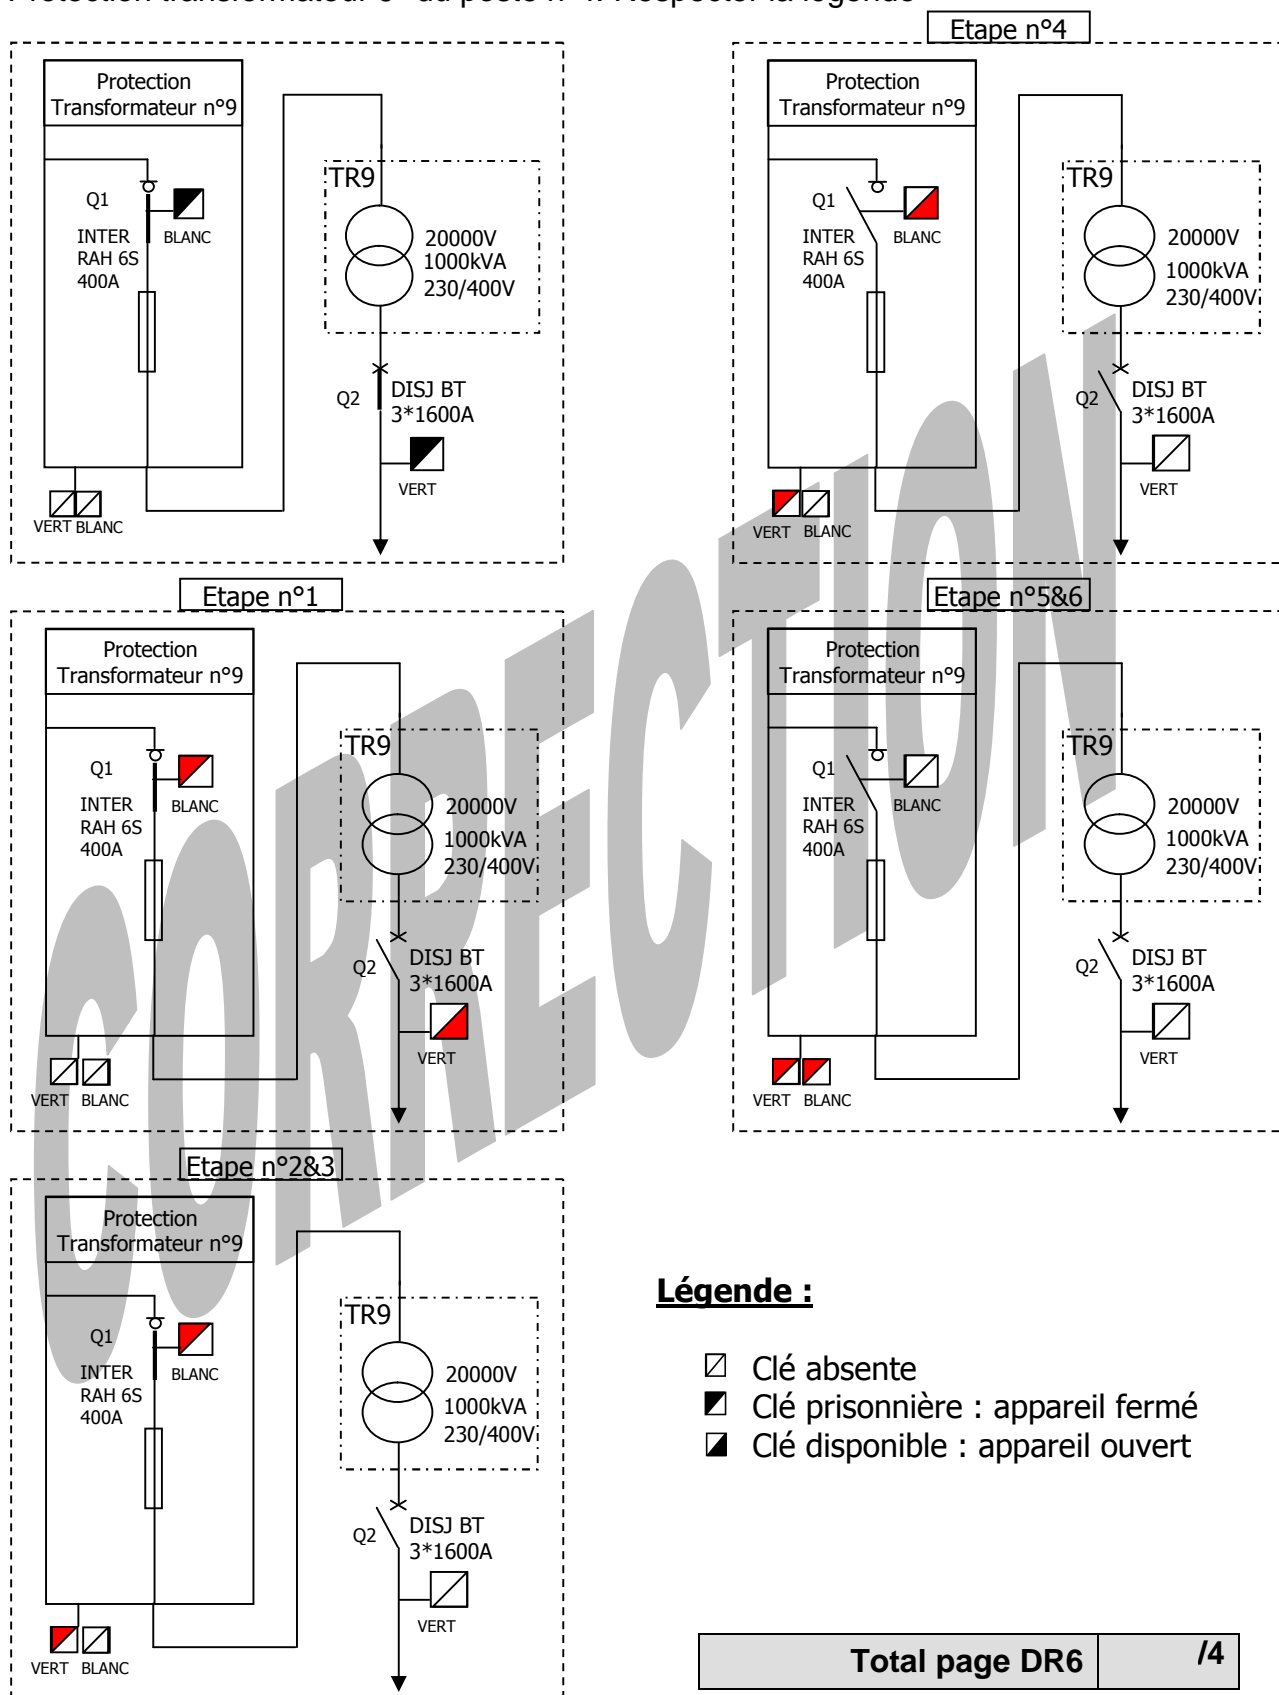 Etape n°4
Protection
Transformateur n°9
Q1
BLANC
INTER
RAH 6S
400A
TR9
20000V
1000kVA
230/400V
Q2
DISJ BT
3*1600A
VERT
VERT BLANC
Protection
Transformateur n°9
Q1
BLANC
INTER
RAH 6S
400A
TR9
20000V
1000kVA
230/400V
Q2
DISJ BT
3*1600A
VERT
VERT BLANC
Etape n°1
Protection
Transformateur n°9
Q1
BLANC
INTER
RAH 6S
400A
TR9
20000V
1000kVA
230/400V
Q2
DISJ BT
3*1600A
VERT
VERT BLANC
Etape n°5&6
Protection
Transformateur n°9
Q1
BLANC
INTER
RAH 6S
400A
TR9
20000V
1000kVA
230/400V
Q2
DISJ BT
3*1600A
VERT
VERT BLANC
Etape n°2&3
Protection
Transformateur n°9
Q1
BLANC
INTER
RAH 6S
400A
TR9
20000V
1000kVA
230/400V
Q2
DISJ BT
3*1600A
VERT
VERT BLANC
Légende :
Clé absente
Clé prisonnière : appareil fermé
Clé disponible : appareil ouvert
Total page DR6 /4
CORRECTION